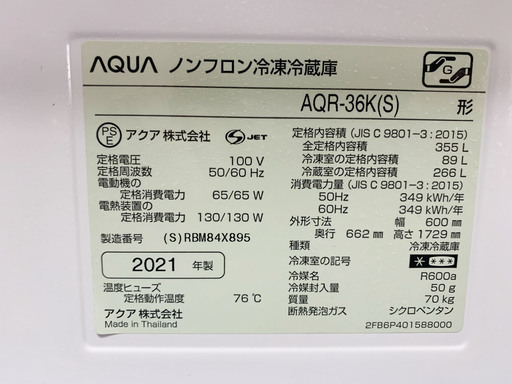 AQUA ノンフロン冷凍冷蔵庫
G
AQR-36K(S) 形
PS E アクア株式会社 S-JET
定格電圧 100 V
定格周波数 50/60 Hz
電動機の
定格消費電力 65/65 W
電熱装置の
定格消費電力 130/130 W
製造番号 (S)RBM84X895
2021 年製
温度ヒューズ
定格動作温度 76℃
アクア株式会社
Made in Thailand
定格内容積 (JIS C 9801-3:2015)
全定格内容積 355 L
冷凍室の定格内容積 89 L
冷蔵室の定格内容積 266 L
消費電力量 (JIS C 9801-3:2015)
50Hz 349 kWh/年
60Hz 349 kWh/年
外形寸法 幅 600 mm
奥行 662 mm 高さ 1729 mm
種類 冷凍冷蔵庫
冷凍室の記号 * ***
冷媒 R600a
冷媒封入量 50 g
質量 70 kg
断熱発泡ガス シクロペンタン
2FB6P401588000